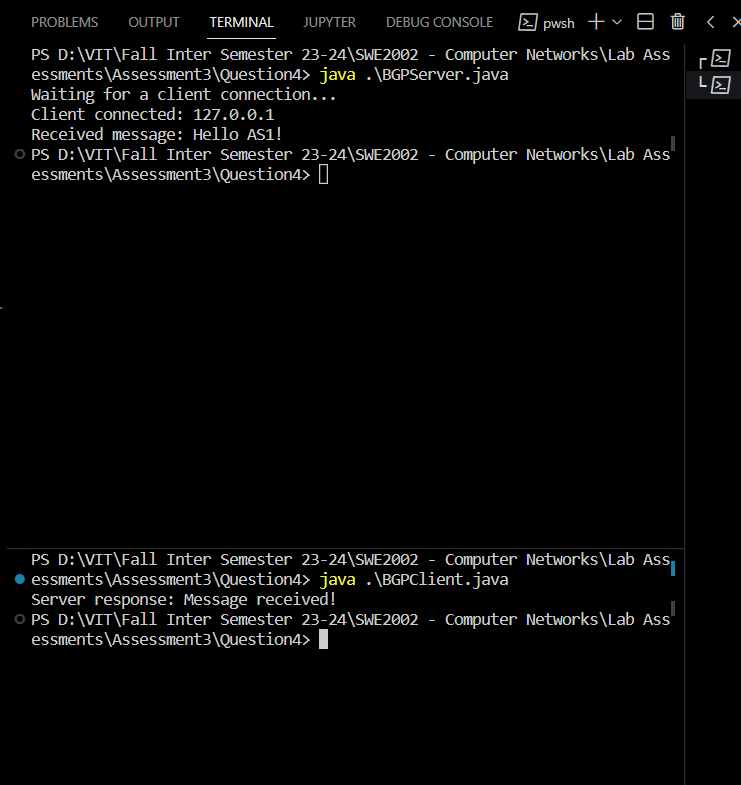 PROBLEMS OUTPUT TERMINAL JUPYTER DEBUG CONSOLE pwsh
PS D:\VIT\Fall Inter Semester 23-24\SWE2002 - Computer Networks\Lab Ass
essments\Assessment3\Question4> java .\BGPServer.java
Waiting for a client connection...
Client connected: 127.0.0.1
Received message: Hello AS1!
PS D:\VIT\Fall Inter Semester 23-24\SWE2002 - Computer Networks\Lab Ass
essments\Assessment3\Question4>
PS D:\VIT\Fall Inter Semester 23-24\SWE2002 - Computer Networks\Lab Ass
essments\Assessment3\Question4> java .\BGPClient.java
Server response: Message received!
PS D:\VIT\Fall Inter Semester 23-24\SWE2002 - Computer Networks\Lab Ass
essments\Assessment3\Question4>